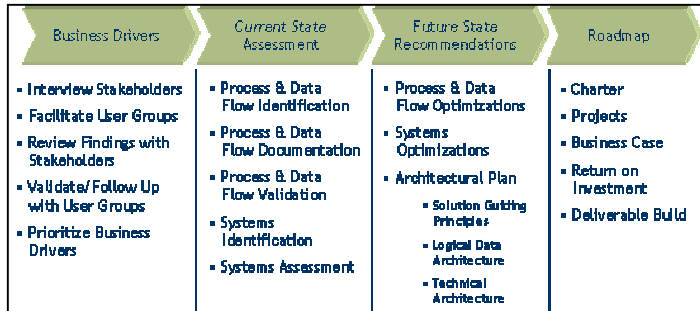 Business Drivers
Current State
Assessment
Future State
Recommendations
Roadmap
▪ Interview Stakeholders
▪ Facilitate User Groups
▪ Review Findings with
Stakeholders
▪ Validate/Follow Up
with User Groups
▪ Prioritize Business
Drivers
▪ Process & Data
Flow Identification
▪ Process & Data
Flow Documentation
▪ Process & Data
Flow Validation
▪ Systems
Identification
▪ Systems Assessment
▪ Process & Data
Flow Optimizations
▪ Systems
Optimizations
▪ Architectural Plan
▪ Solution Guiding
Principles
▪ Logical Data
Architecture
▪ Technical
Architecture
▪ Charter
▪ Projects
▪ Business Case
▪ Return on
Investment
▪ Deliverable Build